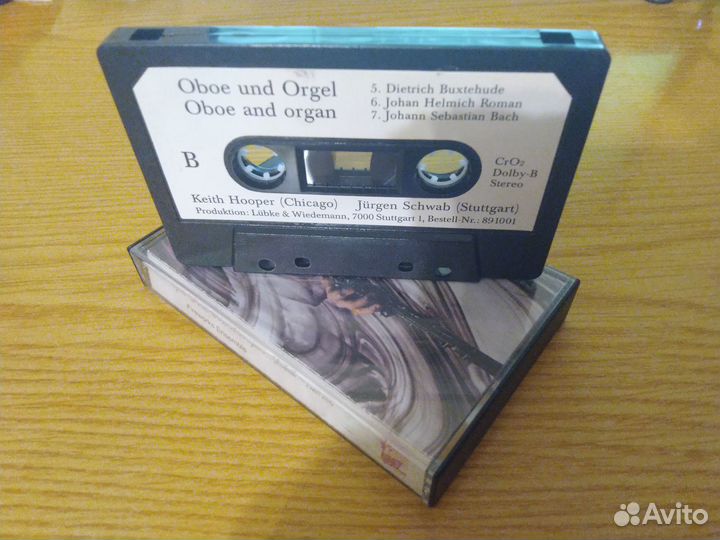 Oboe und Orgel
Oboe and organ
5. Dietrich Buxtehude
6. Johan Helmich Roman
7. Johann Sebastian Bach
B
CrO2
Dolby-B
Stereo
Keith Hooper (Chicago) Jürgen Schwab (Stuttgart)
Produktion: Lübke & Wiedemann, 7000 Stuttgart 1, Bestell-Nr.: 891001
Ensemble
Avito